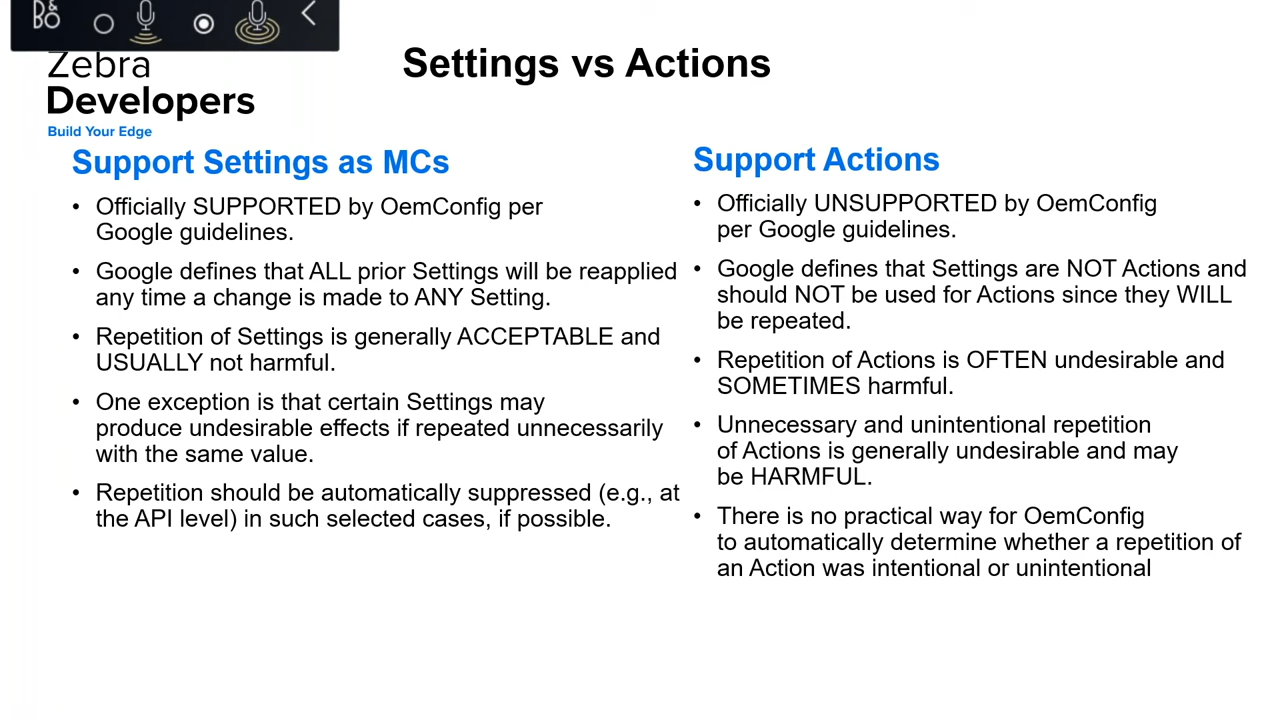 B&O
Zebra
Developers
Build Your Edge
Settings vs Actions
Support Settings as MCs
• Officially SUPPORTED by OemConfig per
Google guidelines.
• Google defines that ALL prior Settings will be reapplied
any time a change is made to ANY Setting.
• Repetition of Settings is generally ACCEPTABLE and
USUALLY not harmful.
• One exception is that certain Settings may
produce undesirable effects if repeated unnecessarily
with the same value.
• Repetition should be automatically suppressed (e.g., at
the API level) in such selected cases, if possible.
Support Actions
• Officially UNSUPPORTED by OemConfig
per Google guidelines.
• Google defines that Settings are NOT Actions and
should NOT be used for Actions since they WILL
be repeated.
• Repetition of Actions is OFTEN undesirable and
SOMETIMES harmful.
• Unnecessary and unintentional repetition
of Actions is generally undesirable and may
be HARMFUL.
• There is no practical way for OemConfig
to automatically determine whether a repetition of
an Action was intentional or unintentional